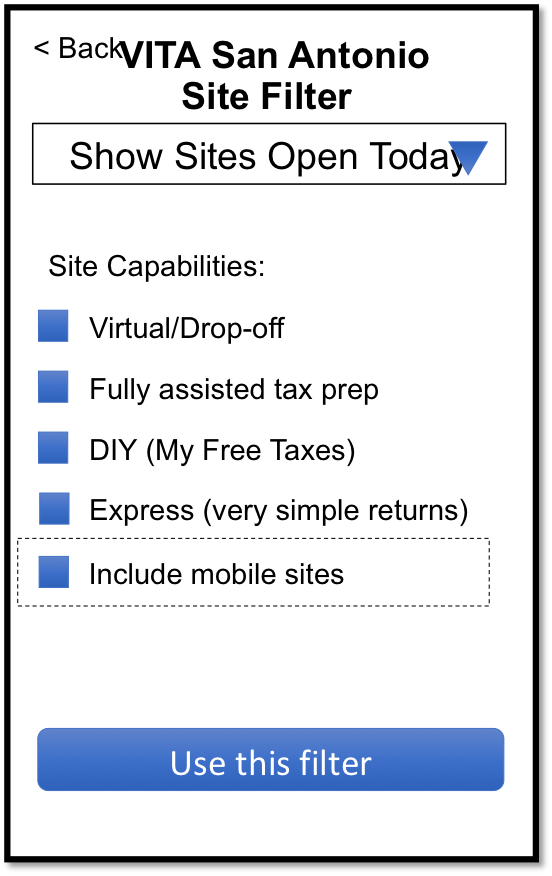 < Back
VITA San Antonio
Site Filter
Show Sites Open Today
Site Capabilities:
Virtual/Drop-off
Fully assisted tax prep
DIY (My Free Taxes)
Express (very simple returns)
Include mobile sites
Use this filter